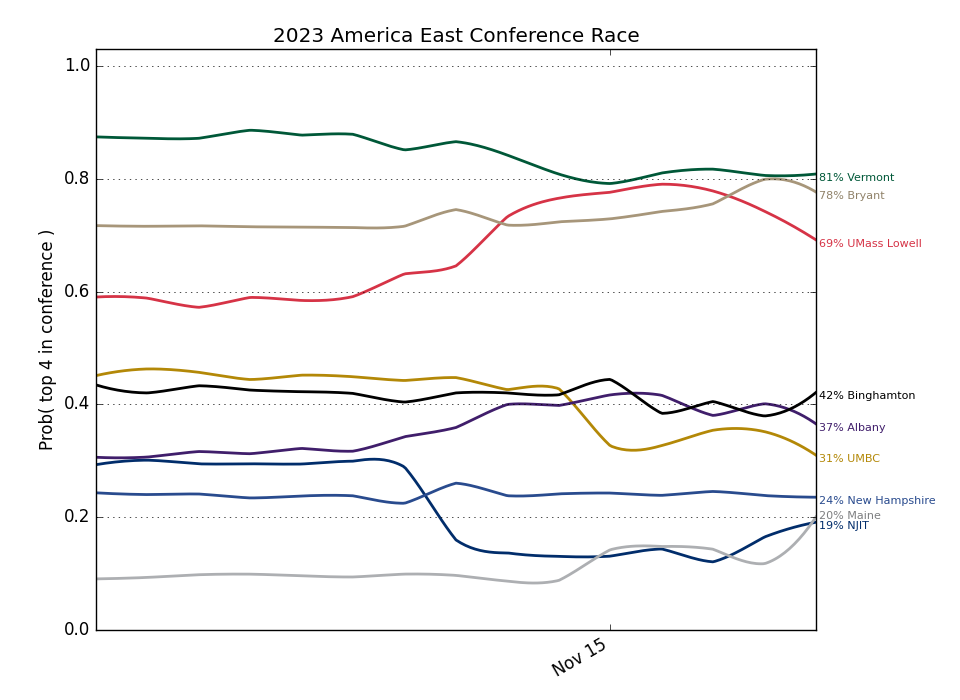 2023 America East Conference Race
Prob( top 4 in conference )
1.0
0.8
0.6
0.4
0.2
0.0
Nov 15
81% Vermont
78% Bryant
69% UMass Lowell
42% Binghamton
37% Albany
31% UMBC
24% New Hampshire
20% Maine
19% NJIT